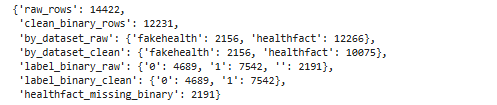 {'raw_rows': 14422,
'clean_binary_rows': 12231,
'by_dataset_raw': {'fakehealth': 2156, 'healthfact': 12266},
'by_dataset_clean': {'fakehealth': 2156, 'healthfact': 10075},
'label_binary_raw': {'0': 4689, '1': 7542, '': 2191},
'label_binary_clean': {'0': 4689, '1': 7542},
'healthfact_missing_binary': 2191}